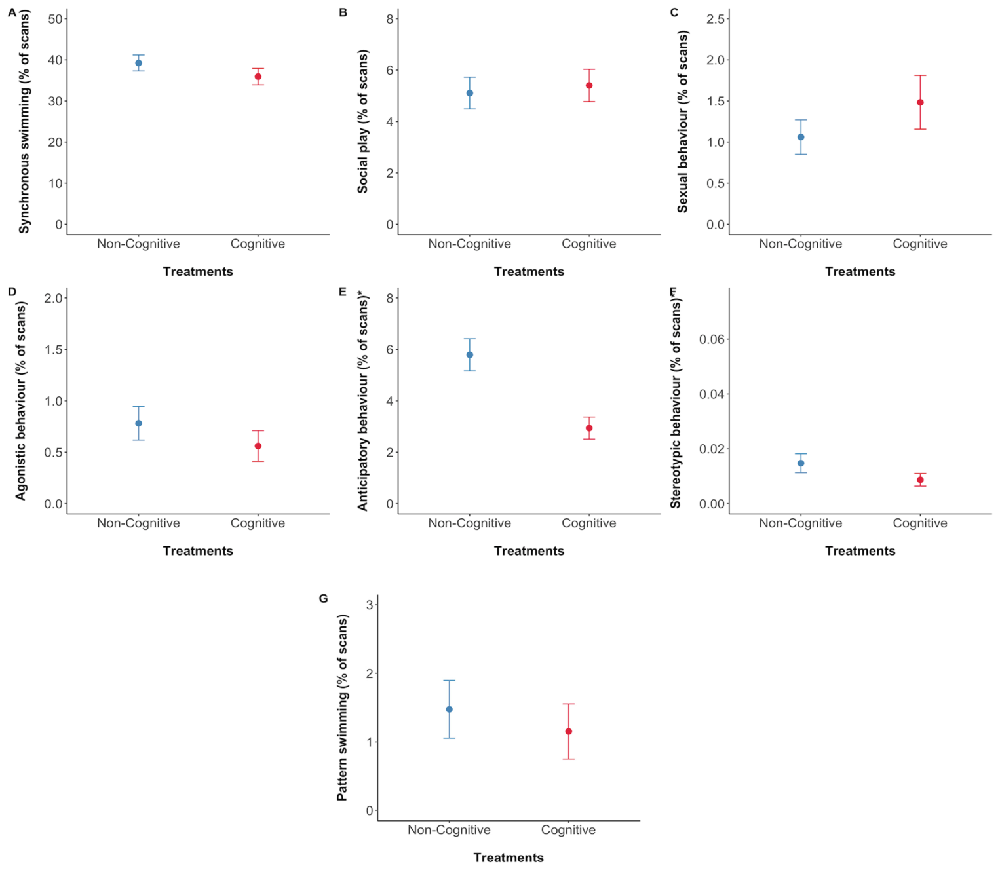 A
Synchronous swimming (% of scans)
50
40
30
20
10
0
Non-Cognitive
Cognitive
Treatments
B
Social play (% of scans)
8
6
4
2
0
Non-Cognitive
Cognitive
Treatments
C
Sexual behaviour (% of scans)
2.5
2.0
1.5
1.0
0.5
0.0
Non-Cognitive
Cognitive
Treatments
D
Agonistic behaviour (% of scans)
2.0
1.5
1.0
0.5
0.0
Non-Cognitive
Cognitive
Treatments
E
Anticipatory behaviour (% of scans)*
8
6
4
2
0
Non-Cognitive
Cognitive
Treatments
F
Stereotypic behaviour (% of scans)*
0.06
0.04
0.02
0.00
Non-Cognitive
Cognitive
Treatments
G
Pattern swimming (% of scans)
3
2
1
0
Non-Cognitive
Cognitive
Treatments